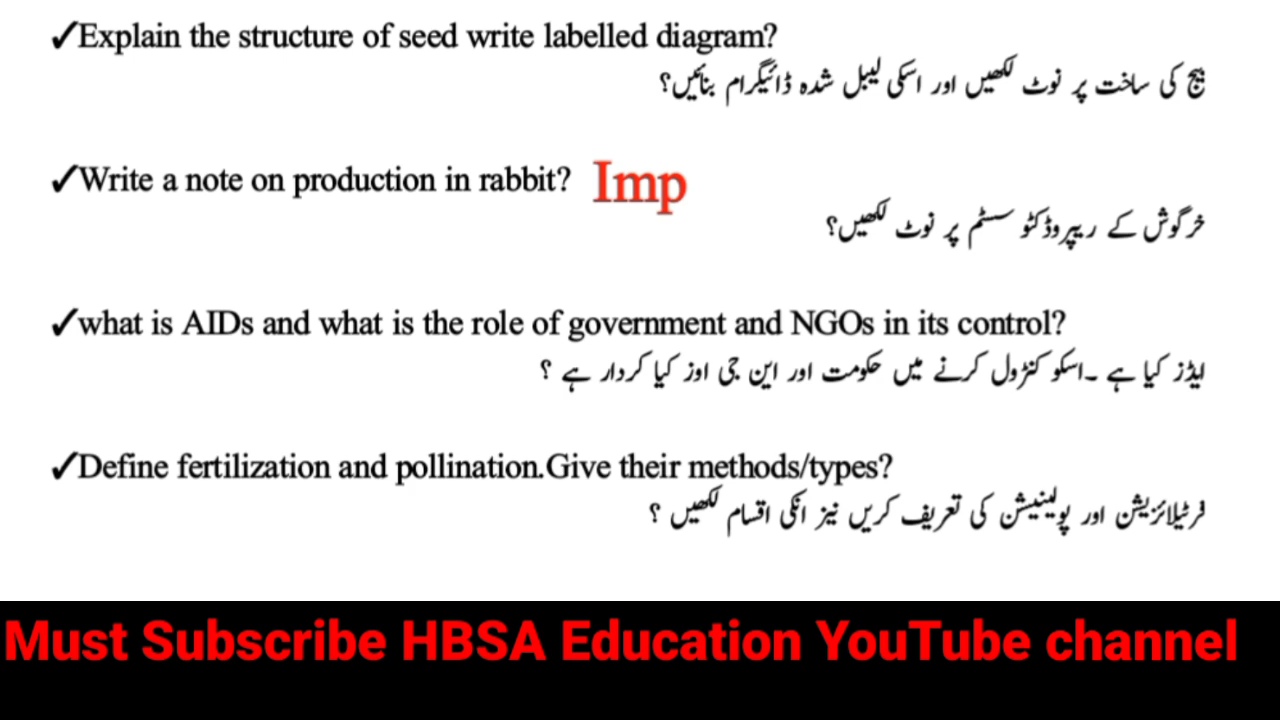 ✓Explain the structure of seed write labelled diagram?
بیج کی ساخت پر نوٹ لکھیں اور اسکی لیبل شدہ ڈائیگرام بنائیں؟
✓Write a note on production in rabbit? Imp
خرگوش کے ریپروڈکٹو سسٹم پر نوٹ لکھیں؟
✓what is AIDs and what is the role of government and NGOs in its control?
ایڈز کیا ہے ۔اسکو کنٹرول کرنے میں حکومت اور این جی اوز کیا کردار ہے ؟
✓Define fertilization and pollination.Give their methods/types?
فرٹیلائزیشن اور پولینیشن کی تعریف کریں نیز انکی اقسام لکھیں ؟
Must Subscribe HBSA Education YouTube channel